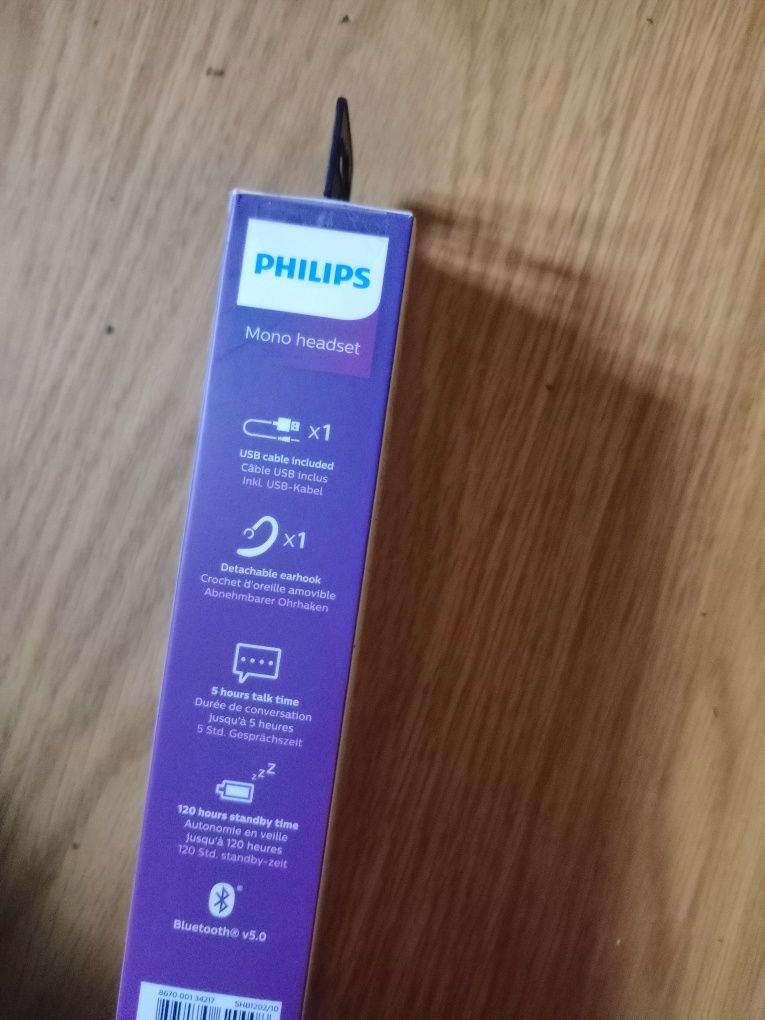 PHILIPS
Mono headset
x1
USB cable included
Câble USB inclus
Inkl. USB-Kabel
x1
Detachable earhook
Crochet d'oreille amovible
Abnehmbarer Ohrhaken
5 hours talk time
Durée de conversation
jusqu'à 5 heures
5 Std. Gesprächszeit
zzZ
120 hours standby time
Autonomie en veille
jusqu'à 120 heures
120 Std. standby-zeit
Bluetooth® v5.0
8670 001 34217 SHB1202/10